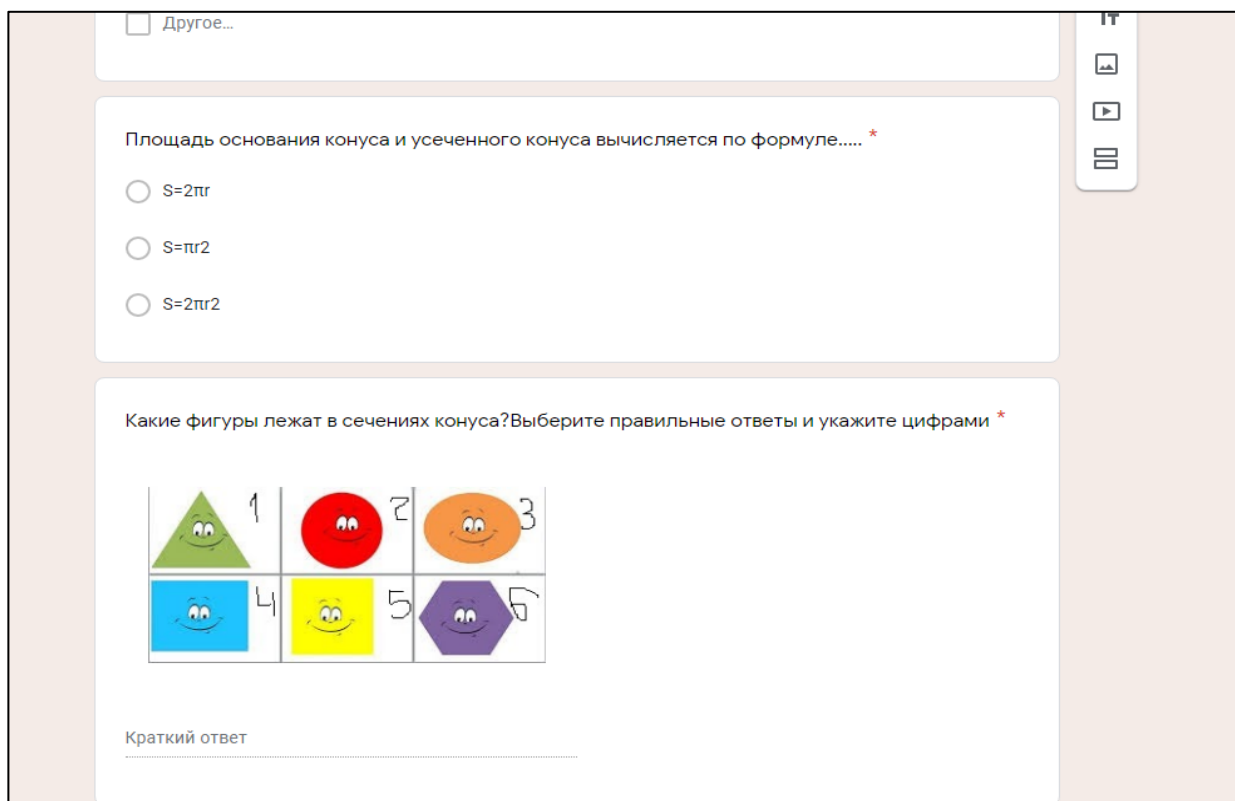 Другое...
Площадь основания конуса и усеченного конуса вычисляется по формуле..... *
S=2πr
S=πr2
S=2πr2
Какие фигуры лежат в сечениях конуса?Выберите правильные ответы и укажите цифрами *
1 2 3
4 5 6
Краткий ответ